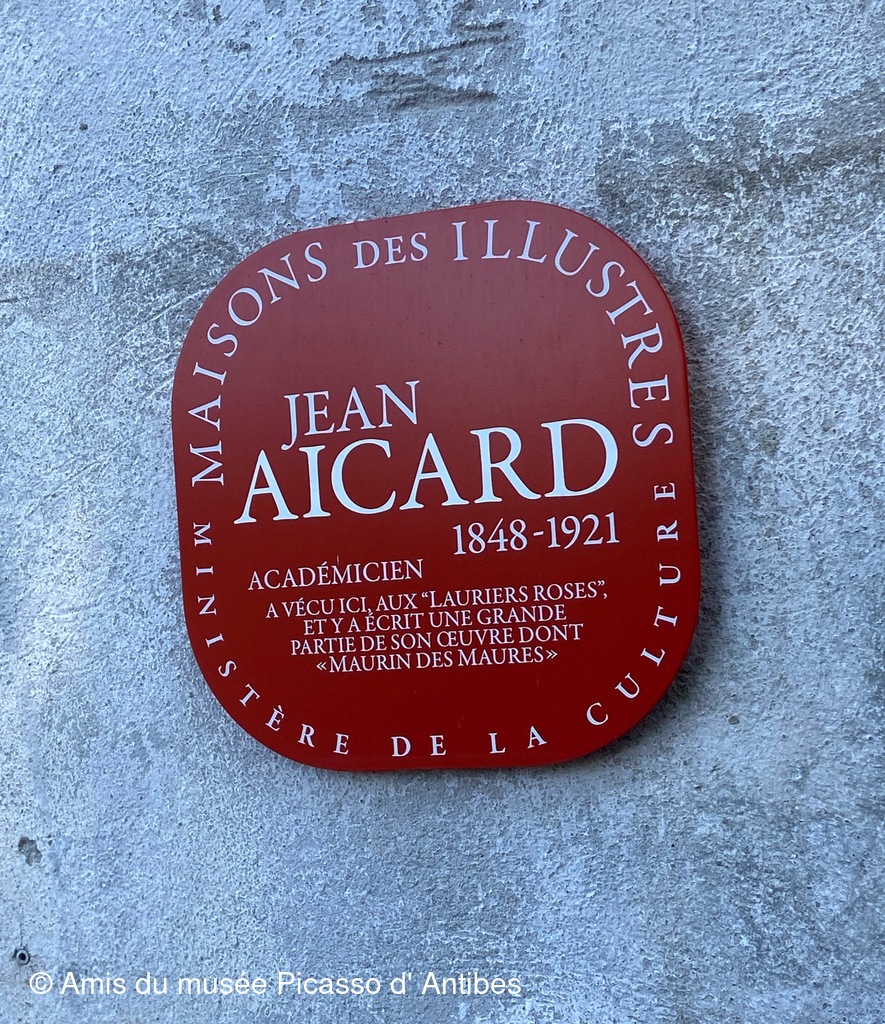 MAISONS DES ILLUSTRES
JEAN
AICARD
1848-1921
ACADÉMICIEN
A VÉCU ICI, AUX “LAURIERS ROSES”,
ET Y A ÉCRIT UNE GRANDE
PARTIE DE SON ŒUVRE DONT
«MAURIN DES MAURES»
MINISTÈRE DE LA CULTURE
© Amis du musée Picasso d' Antibes